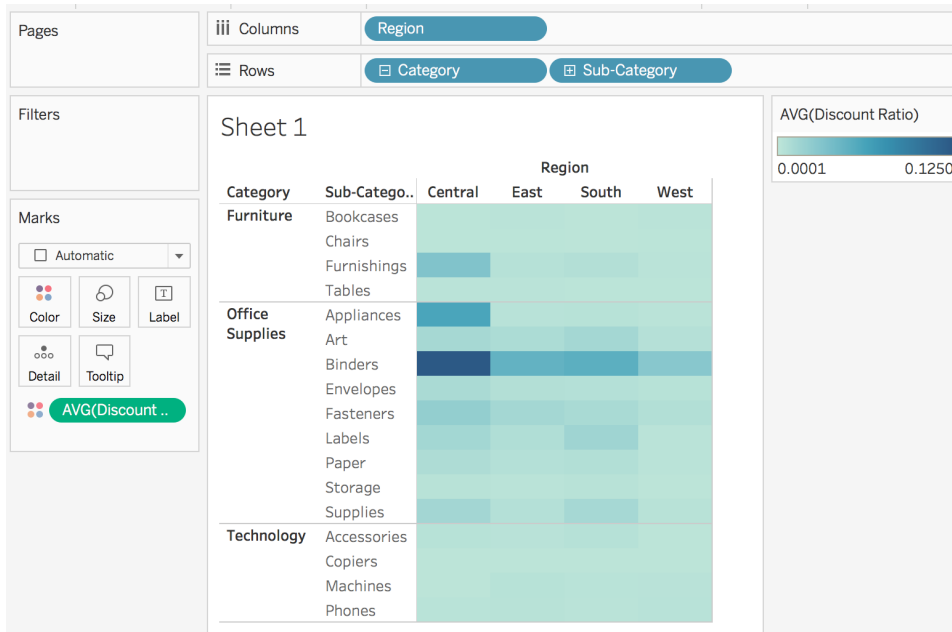 Pages
Columns
Region
Rows
Category
Sub-Category
Filters
Marks
Automatic
Color
Size
Label
T
Detail
Tooltip
AVG(Discount ..
Sheet 1
Region
Category Sub-Catego.. Central East South West
Furniture Bookcases
Chairs
Furnishings
Tables
Office Supplies Appliances
Art
Binders
Envelopes
Fasteners
Labels
Paper
Storage
Supplies
Technology Accessories
Copiers
Machines
Phones
AVG(Discount Ratio)
0.0001 0.1250